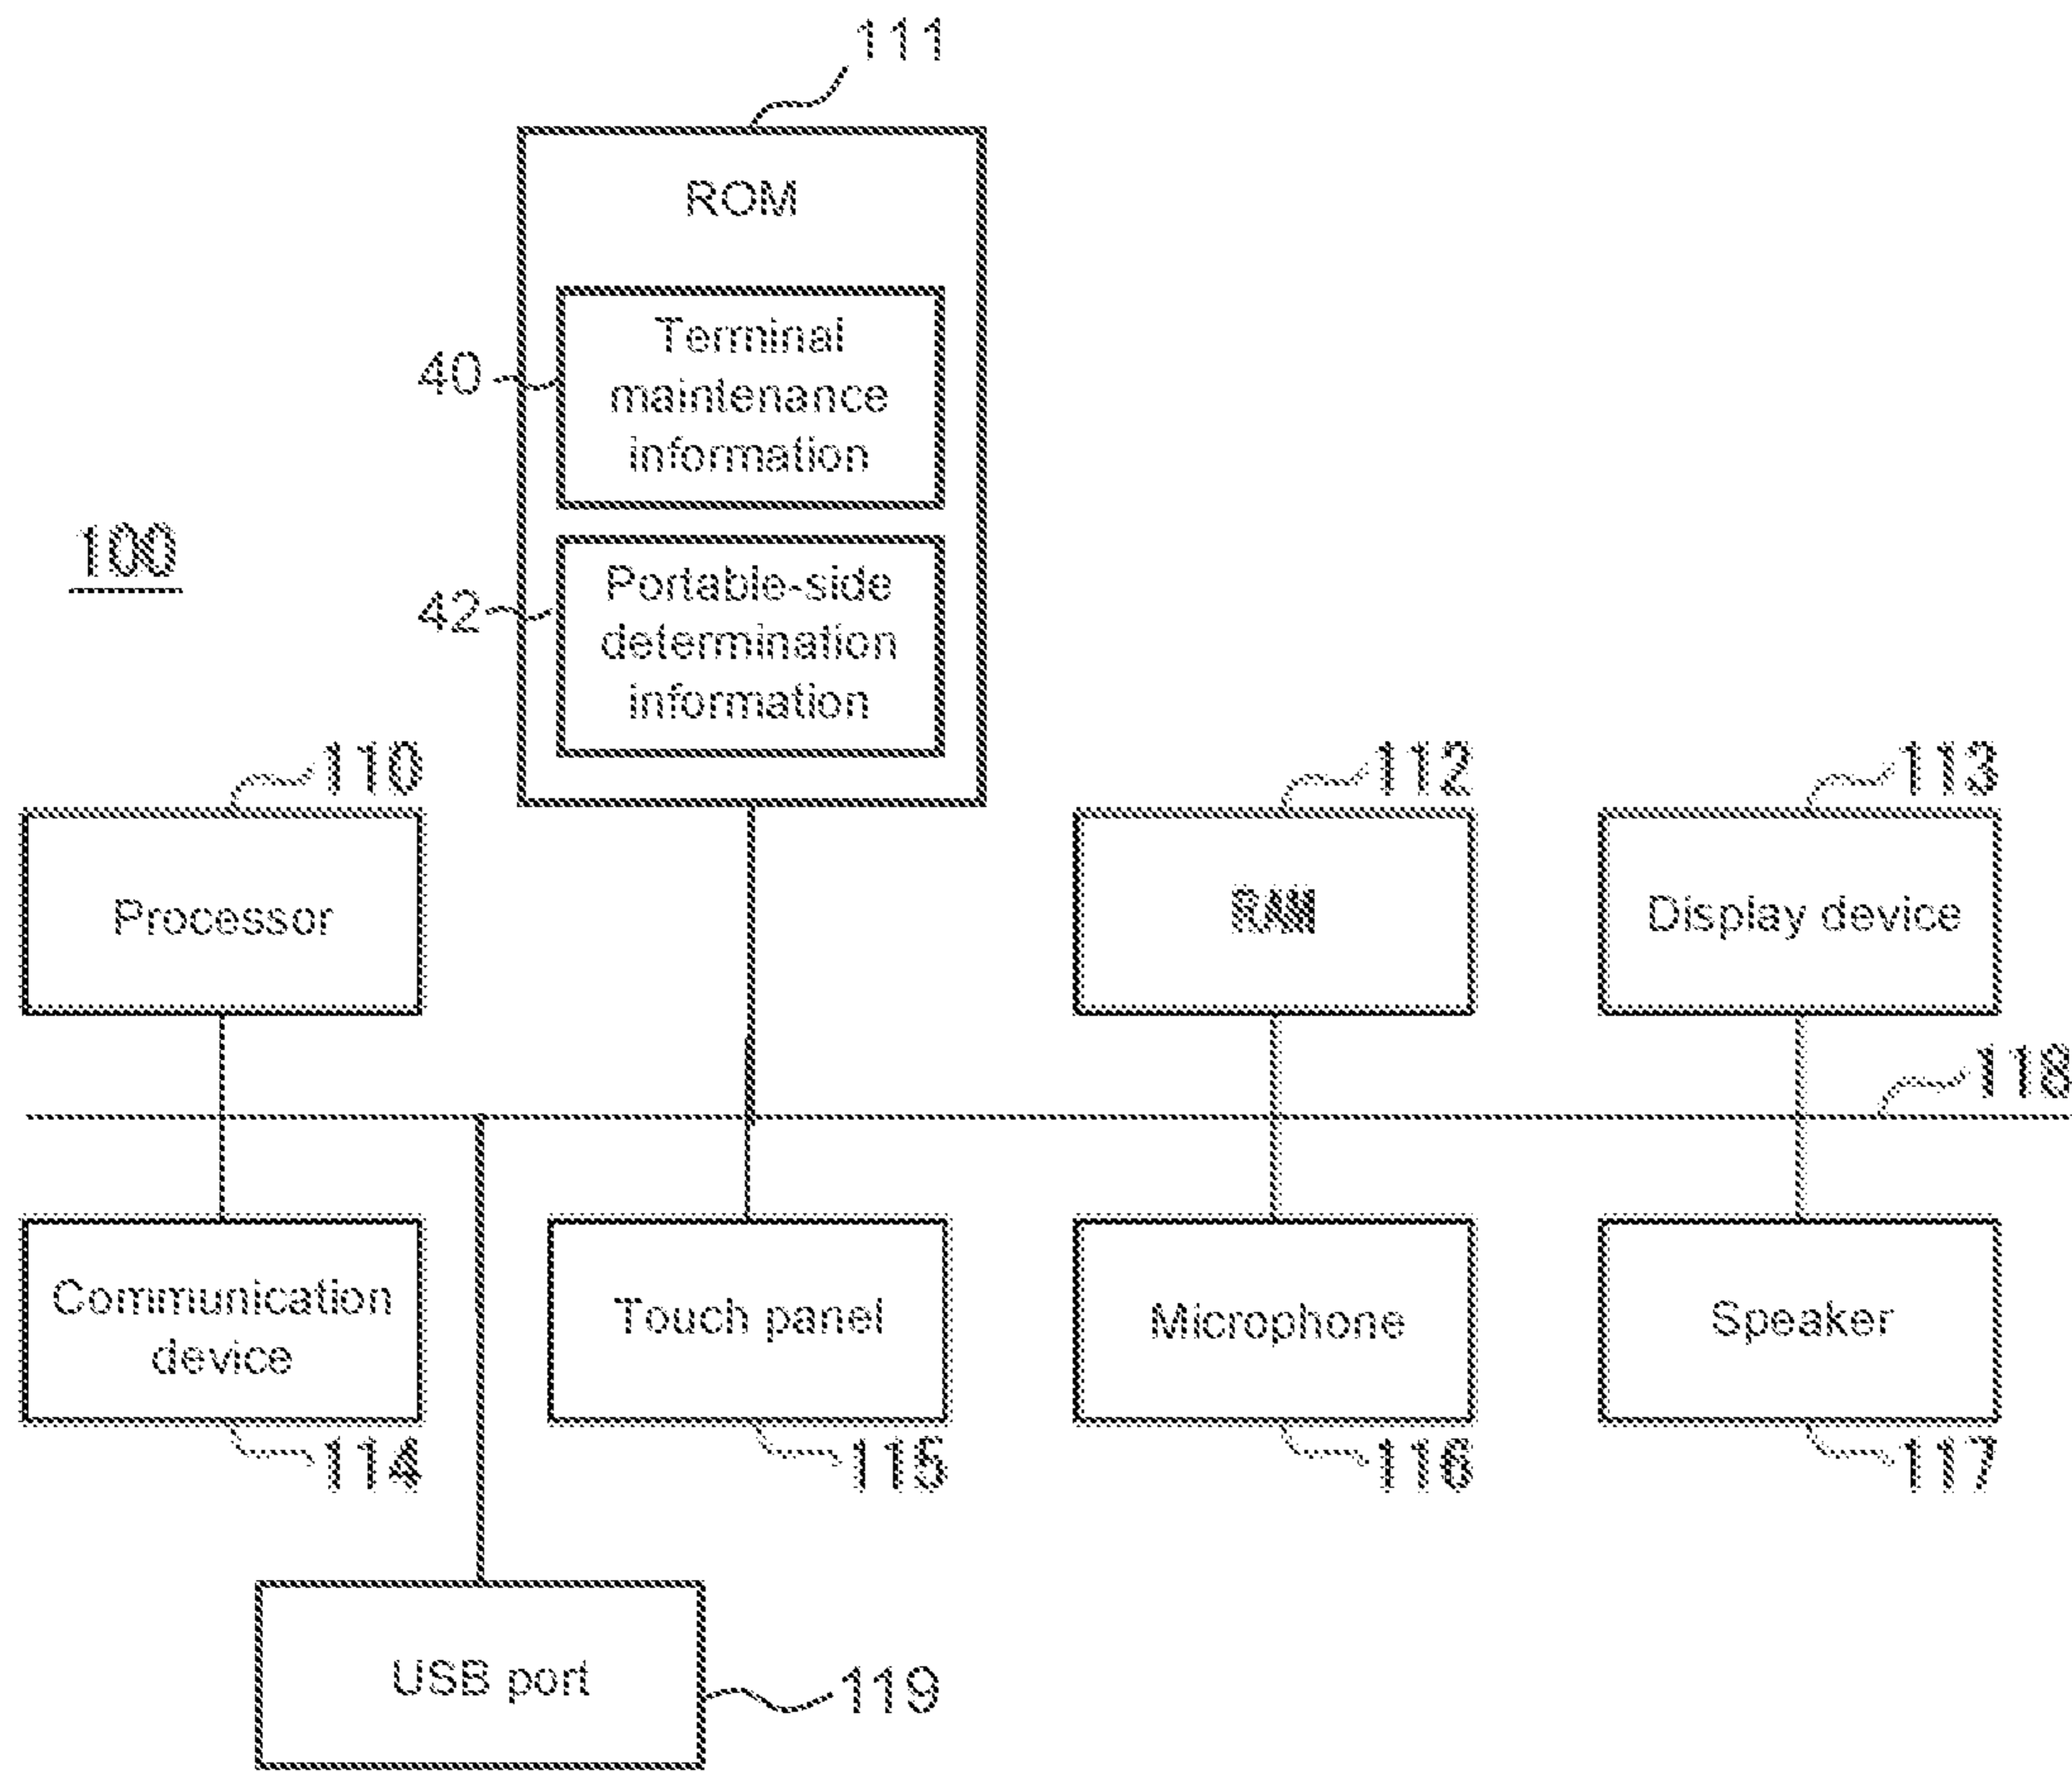 111
ROM
40
Terminal
maintenance
information
100
42
Portable-side
determination
information
110
112
113
Processor
RAM
Display device
118
Communication
device
Touch panel
Microphone
Speaker
114
115
116
117
USB port
119